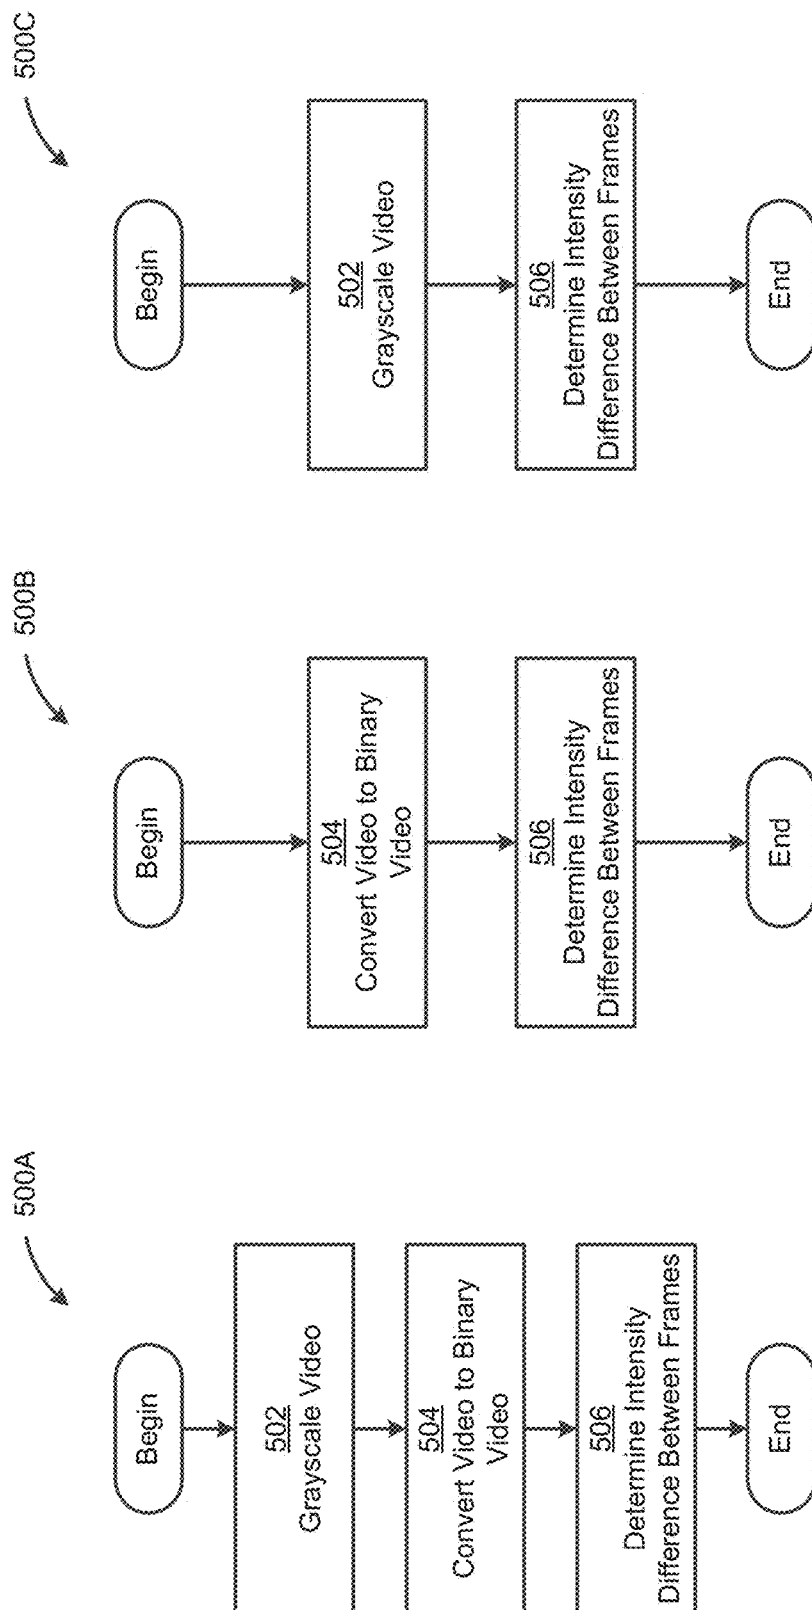 500A
Begin
502
Grayscale Video
504
Convert Video to Binary
Video
506
Determine Intensity
Difference Between Frames
End
500B
Begin
504
Convert Video to Binary
Video
506
Determine Intensity
Difference Between Frames
End
500C
Begin
502
Grayscale Video
506
Determine Intensity
Difference Between Frames
End